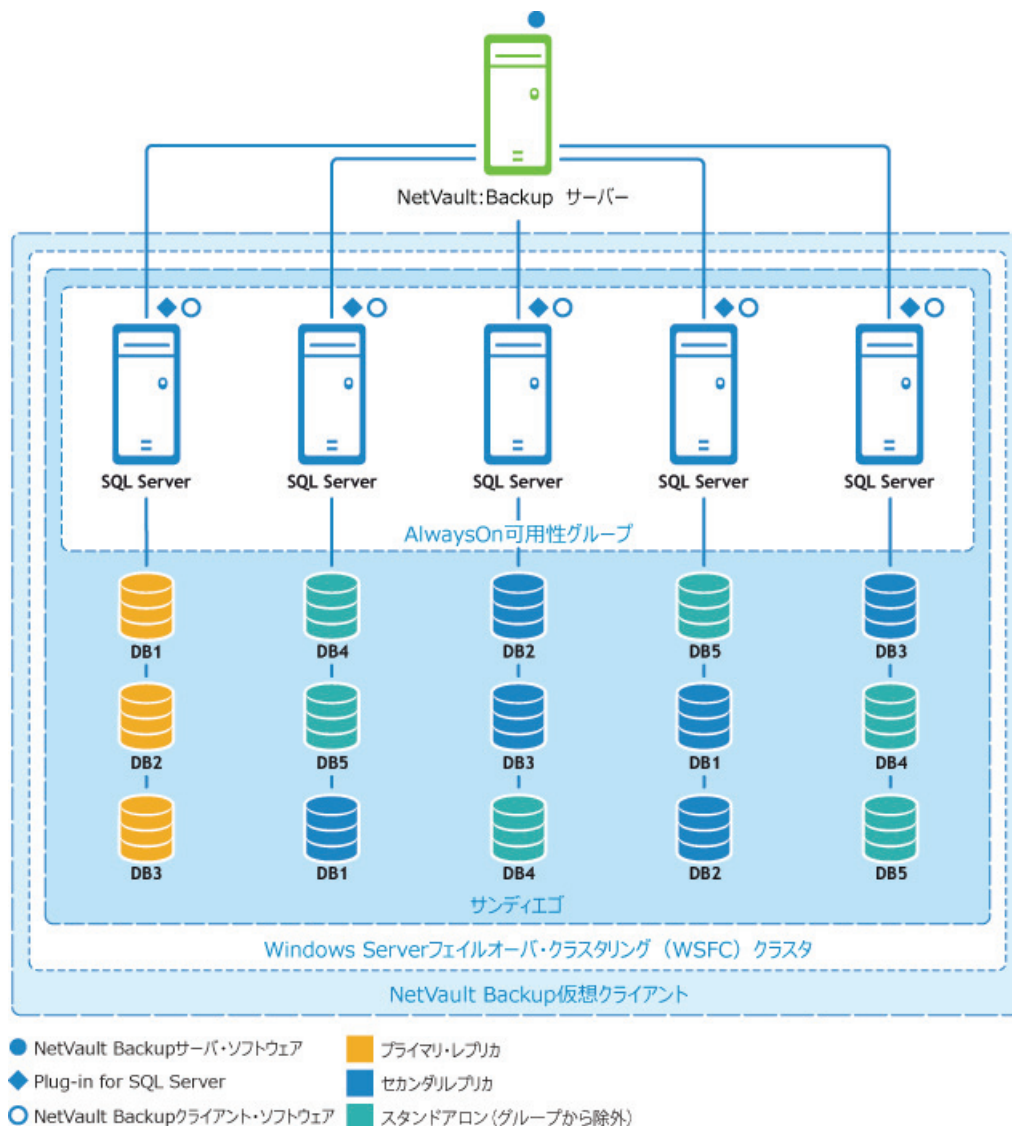 NetVault:Backup サーバー
SQL Server SQL Server SQL Server SQL Server SQL Server
AlwaysOn可用性グループ
DB1 DB4 DB2 DB5 DB3
DB2 DB5 DB3 DB1 DB4
DB3 DB1 DB4 DB2 DB5
サンディエゴ
Windows Serverフェイルオーバ・クラスタリング（WSFC）クラスタ
NetVault Backup仮想クライアント
NetVault Backupサーバ・ソフトウェア
Plug-in for SQL Server
NetVault Backupクライアント・ソフトウェア
プライマリ・レプリカ
セカンダリレプリカ
スタンドアロン（グループから除外）